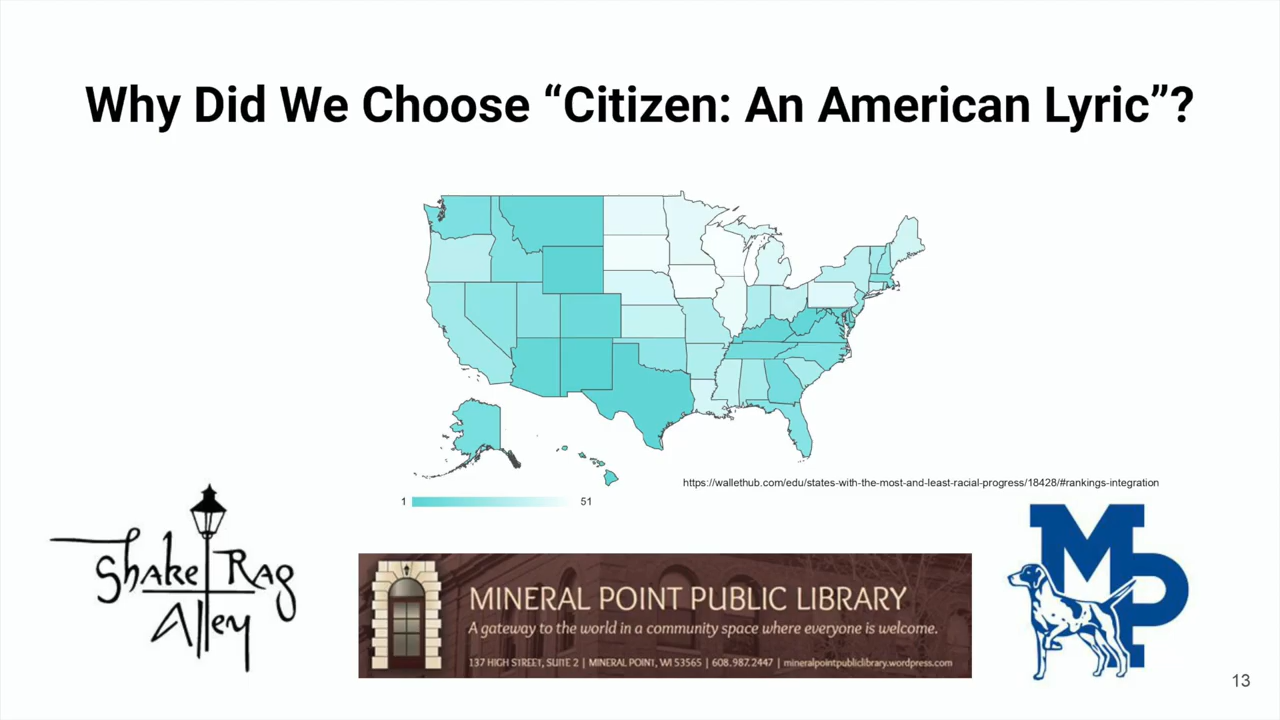 Why Did We Choose “Citizen: An American Lyric”?
https://wallethub.com/edu/states-with-the-most-and-least-racial-progress/18428/#rankings-integration
1 51
Shake Rag
Alley
MINERAL POINT PUBLIC LIBRARY
A gateway to the world in a community space where everyone is welcome.
137 HIGH STREET, SUITE 2 | MINERAL POINT, WI 53565 | 608.987.2447 | mineralpointpubliclibrary.wordpress.com
MP
13